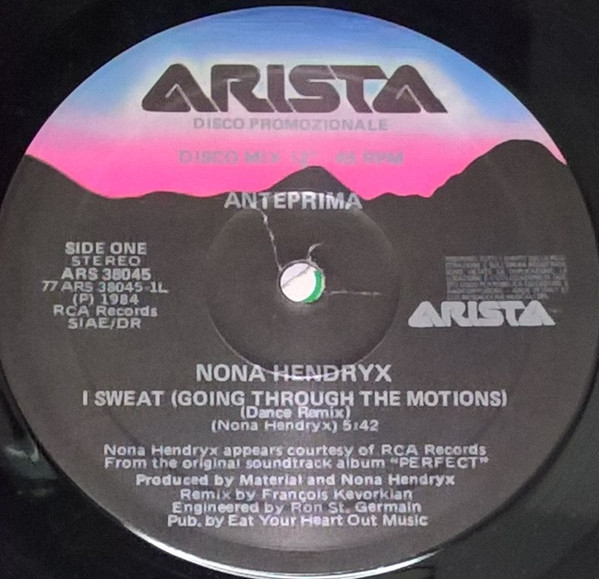 ARISTA
DISCO PROMOZIONALE
DISCO MIX 12" 45 RPM
ANTEPRIMA
SIDE ONE
STEREO
ARS 38045
77 ARS 38045-1L
(P) 1984
RCA Records
SIAE/DR
ARISTA
NONA HENDRYX
I SWEAT (GOING THROUGH THE MOTIONS)
(Dance Remix)
(Nona Hendryx) 5:42
Nona Hendryx appears courtesy of RCA Records
From the original soundtrack album "PERFECT"
Produced by Material and Nona Hendryx
Remix by François Kevorkian
Engineered by Ron St. Germain
Pub. by Eat Your Heart Out Music